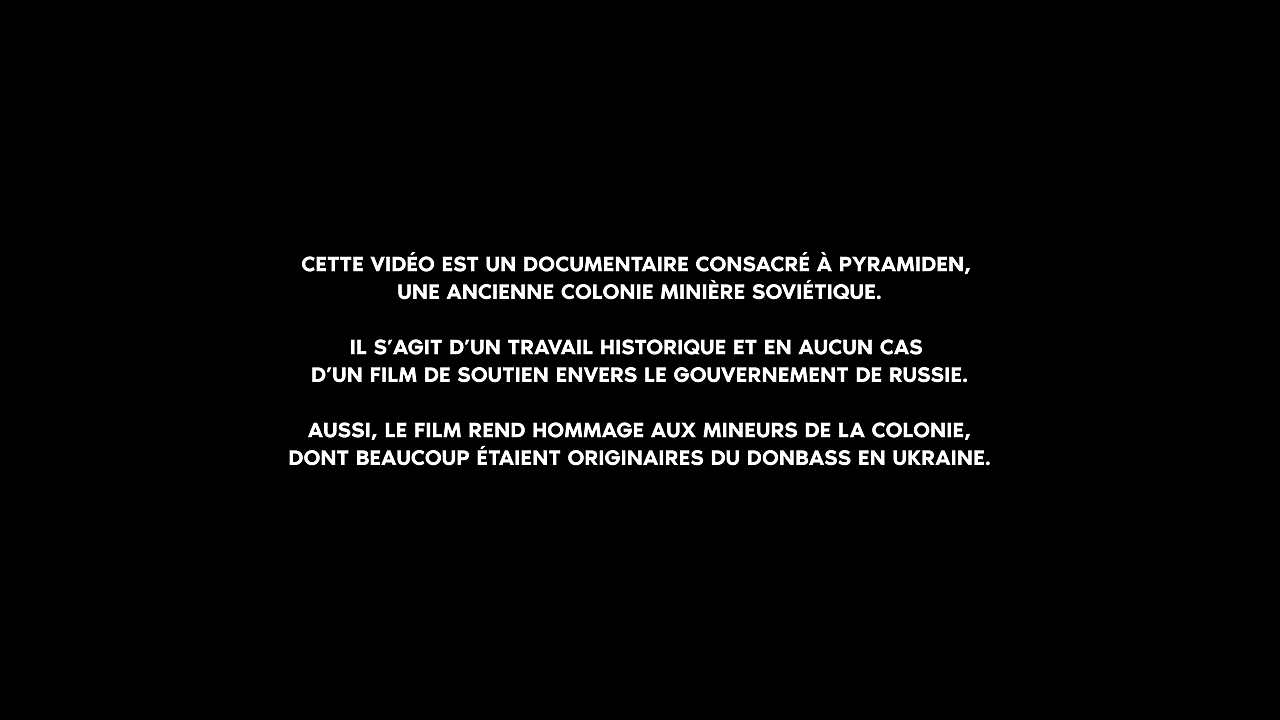 CETTE VIDÉO EST UN DOCUMENTAIRE CONSACRÉ À PYRAMIDEN,
UNE ANCIENNE COLONIE MINIÈRE SOVIÉTIQUE.
IL S’AGIT D’UN TRAVAIL HISTORIQUE ET EN AUCUN CAS
D’UN FILM DE SOUTIEN ENVERS LE GOUVERNEMENT DE RUSSIE.
AUSSI, LE FILM REND HOMMAGE AUX MINEURS DE LA COLONIE,
DONT BEAUCOUP ÉTAIENT ORIGINAIRES DU DONBASS EN UKRAINE.